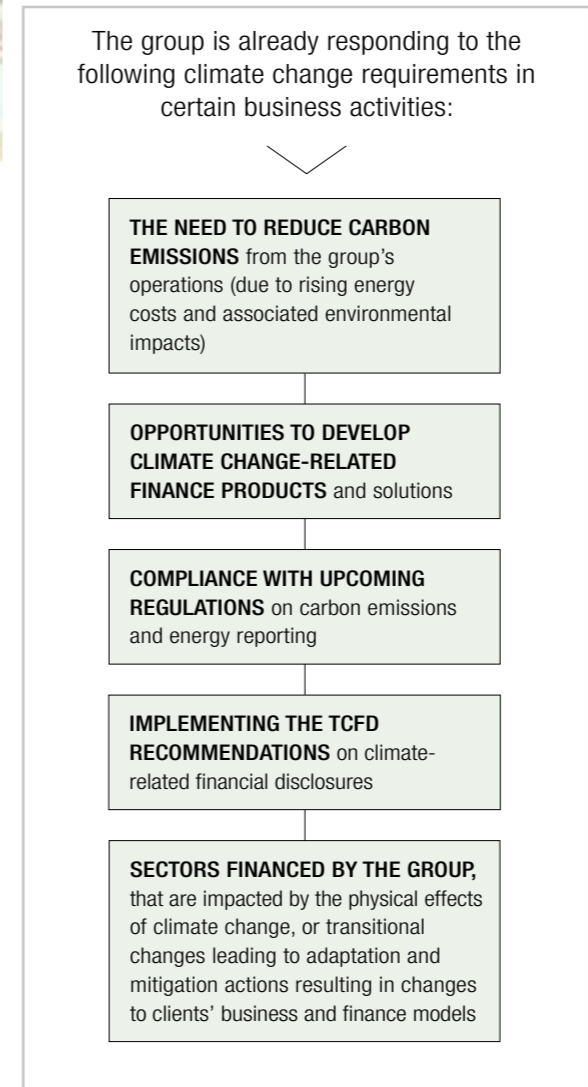 The group is already responding to the
following climate change requirements in
certain business activities:
THE NEED TO REDUCE CARBON
EMISSIONS from the group's
operations (due to rising energy
costs and associated environmental
impacts)
OPPORTUNITIES TO DEVELOP
CLIMATE CHANGE-RELATED
FINANCE PRODUCTS and solutions
COMPLIANCE WITH UPCOMING
REGULATIONS on carbon emissions
and energy reporting
IMPLEMENTING THE TCFD
RECOMMENDATIONS on climate-
related financial disclosures
SECTORS FINANCED BY THE GROUP,
that are impacted by the physical effects
of climate change, or transitional
changes leading to adaptation and
mitigation actions resulting in changes
to clients' business and finance models